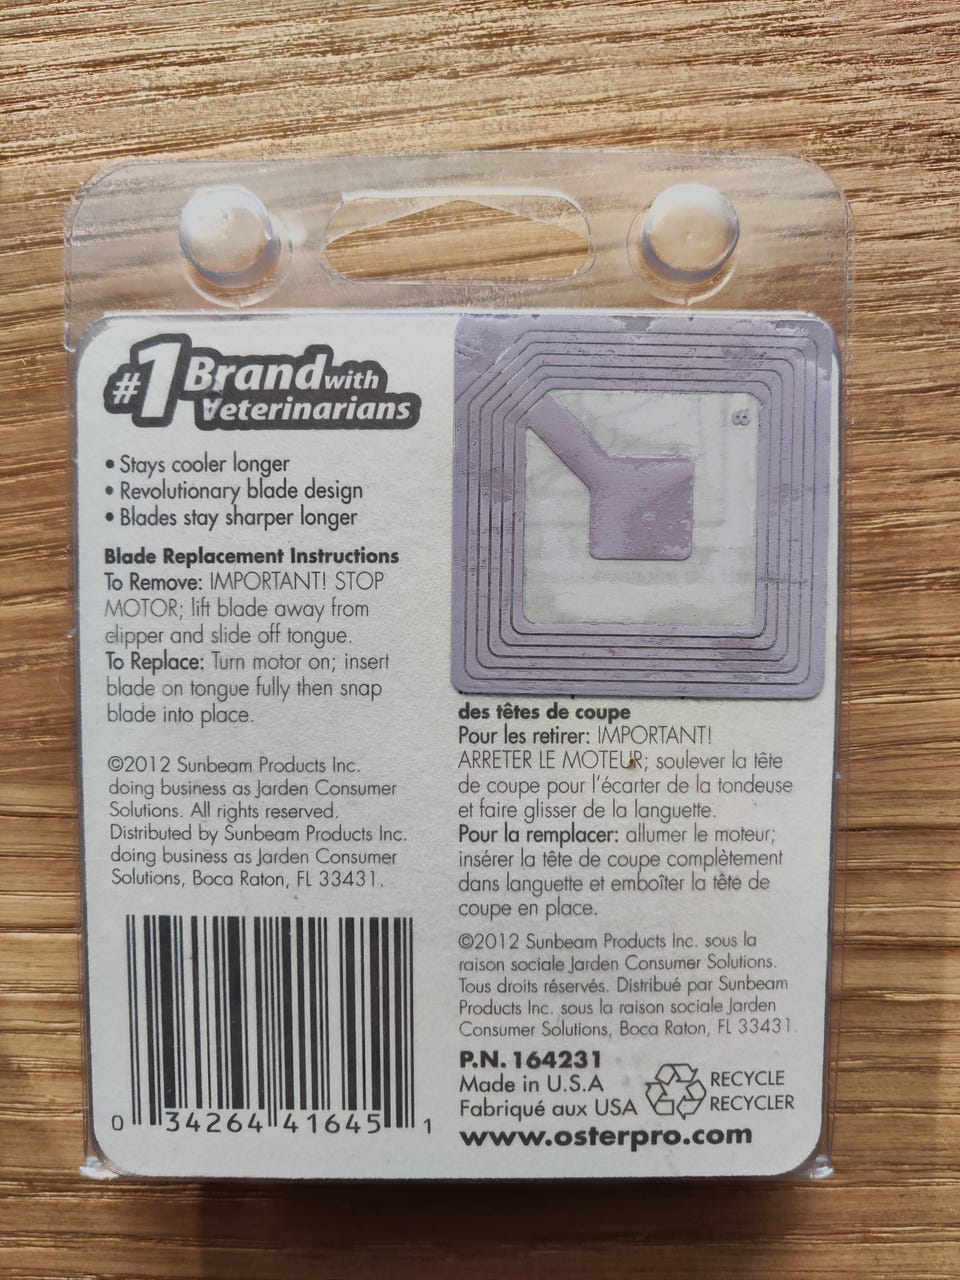 #1 Brand with
Veterinarians
• Stays cooler longer
• Revolutionary blade design
• Blades stay sharper longer
Blade Replacement Instructions
To Remove: IMPORTANT! STOP
MOTOR; lift blade away from
clipper and slide off tongue.
To Replace: Turn motor on; insert
blade on tongue fully then snap
blade into place.
©2012 Sunbeam Products Inc.
doing business as Jarden Consumer
Solutions. All rights reserved.
Distributed by Sunbeam Products Inc.
doing business as Jarden Consumer
Solutions, Boca Raton, FL 33431.
0 34264 41645 1
8
des têtes de coupe
Pour les retirer: IMPORTANT!
ARRETER LE MOTEUR; soulever la tête
de coupe pour l'écarter de la tondeuse
et faire glisser de la languette.
Pour la remplacer: allumer le moteur;
insérer la tête de coupe complètement
dans languette et emboîter la tête de
coupe en place.
©2012 Sunbeam Products Inc. sous la
raison sociale Jarden Consumer Solutions.
Tous droits réservés. Distribué par Sunbeam
Products Inc. sous la raison sociale Jarden
Consumer Solutions, Boca Raton, FL 33431.
P.N. 164231
Made in U.S.A
Fabriqué aux USA
RECYCLE
RECYCLER
www.osterpro.com